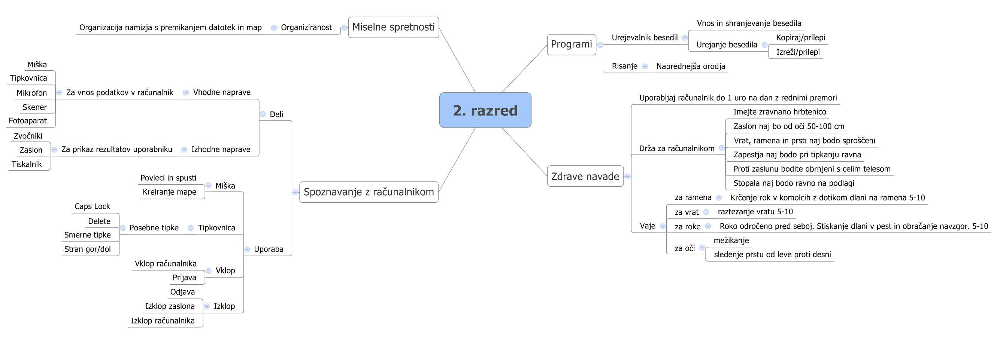 2. razred
Miselne spretnosti
Organiziranost
Organizacija namizja s premikanjem datotek in map
Programi
Urejevalnik besedil
Vnos in shranjevanje besedila
Urejanje besedila
Kopiraj/prilepi
Izreži/prilepi
Risanje
Naprednejša orodja
Zdrave navade
Uporabljaj računalnik do 1 uro na dan z rednimi premori
Drža za računalnikom
Imejte zravnano hrbtenico
Zaslon naj bo od oči 50-100 cm
Vrat, ramena in prsti naj bodo sproščeni
Zapestja naj bodo pri tipkanju ravna
Proti zaslunu bodite obrnjeni s celim telesom
Stopala naj bodo ravno na podlagi
Vaje
za ramena
Krčenje rok v komolcih z dotikom dlani na ramena 5-10
za vrat
raztezanje vratu 5-10
za roke
Roko odročeno pred seboj. Stiskanje dlani v pest in obračanje navzgor. 5-10
za oči
mežikanje
sledenje prstu od leve proti desni
Spoznavanje z računalnikom
Deli
Vhodne naprave
Za vnos podatkov v računalnik
Miška
Tipkovnica
Mikrofon
Skener
Fotoaparat
Izhodne naprave
Za prikaz rezultatov uporabniku
Zvočniki
Zaslon
Tiskalnik
Uporaba
Miška
Povleci in spusti
Kreiranje mape
Tipkovnica
Posebne tipke
Caps Lock
Delete
Smerne tipke
Stran gor/dol
Vklop
Vklop računalnika
Prijava
Izklop
Odjava
Izklop zaslona
Izklop računalnika